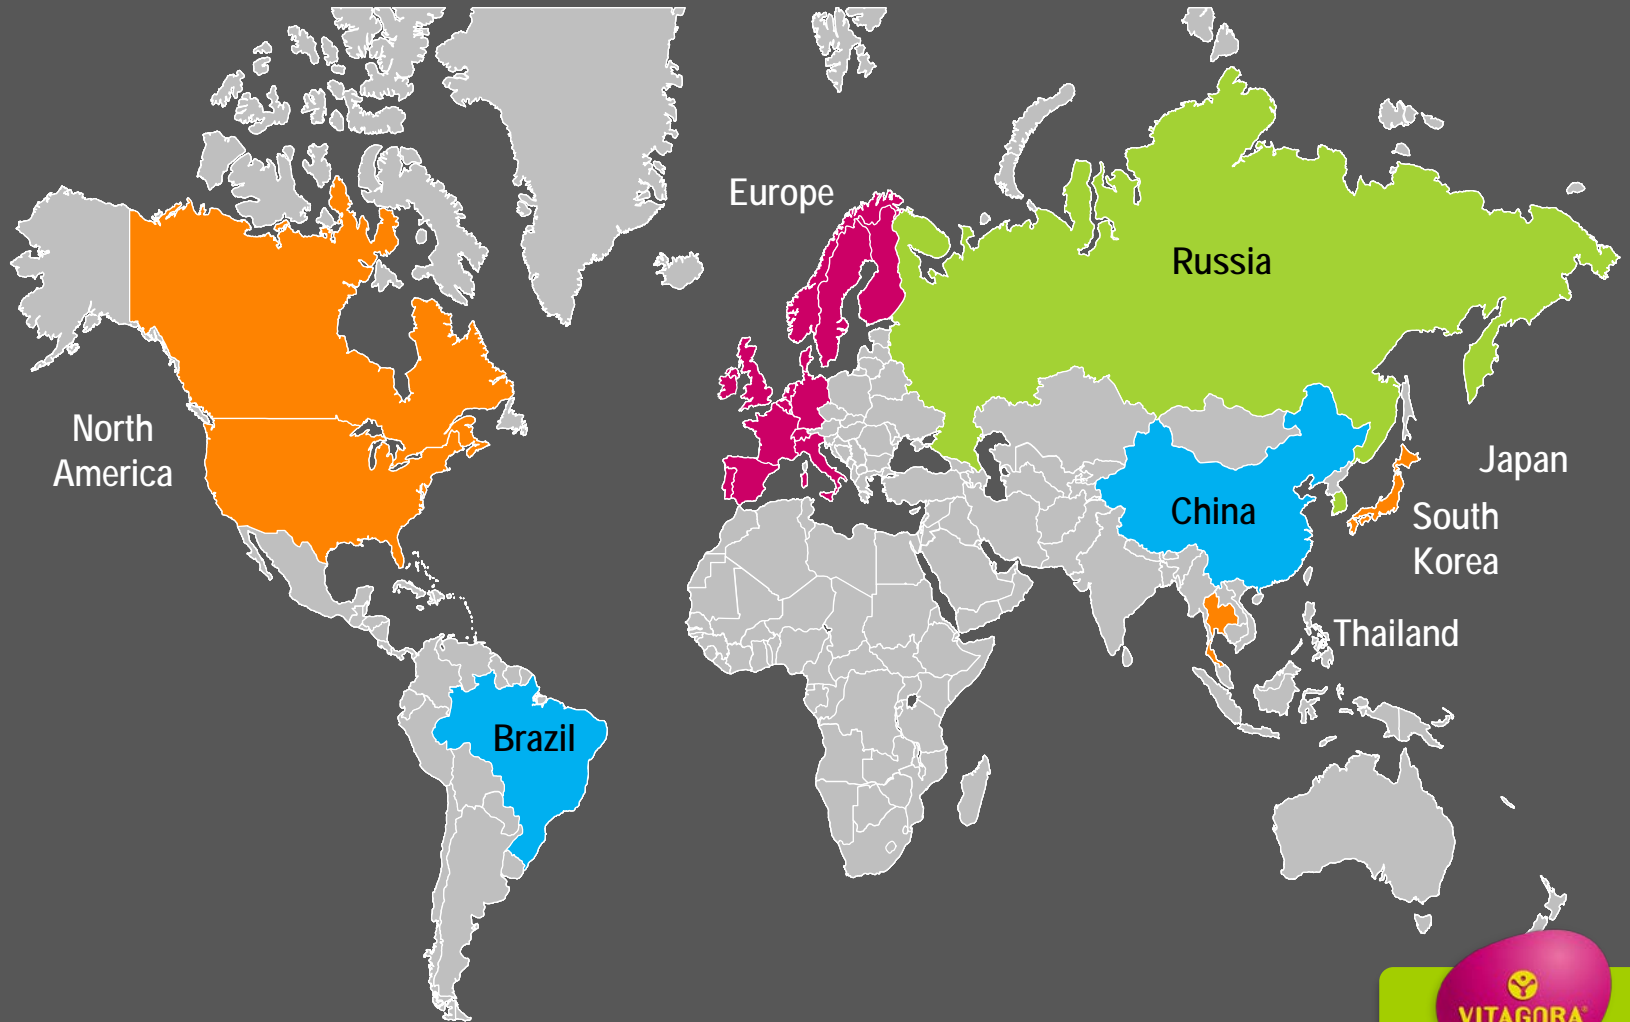 Europe
Russia
North
America
Japan
China
South
Korea
Thailand
Brazil
VITAGORA®